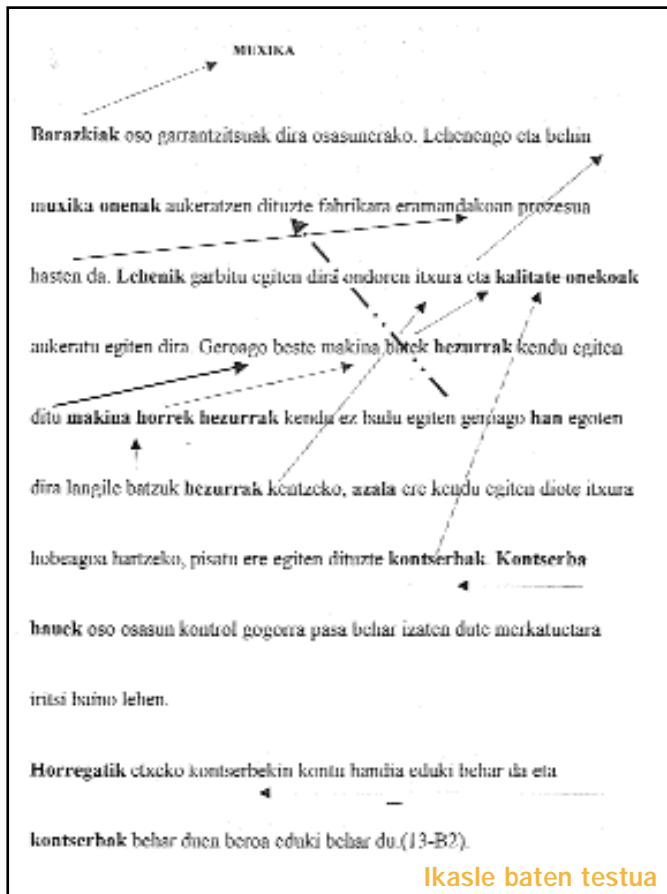 MUXIKA
Barazkiak oso garrantzitsuak dira osasunerako. Lehenengo eta behin
muxika onenak aukeratzen dituzte fabrikara eramandakoan prozesua
hasten da. Lehenik garbitu egiten dira ondoren itxura eta kalitate onekoak
aukeratu egiten dira. Geroago beste makina batek hezurrak kendu egiten
ditu makina horrek hezurrak kendu ez badu egiten geroago han egoten
dira langile batzuk hezurrak kentzeko, azala ere kendu egiten diote itxura
hobeagoa hartzeko, pisatu ere egiten dituzte kontserbak. Kontserba
hauek oso osasun kontrol gogorra pasa behar izaten dute merkatuetara
iritsi baino lehen.
Horregatik etxeko kontserbekin kontu handia eduki behar da eta
kontserbak behar duen beroa eduki behar du.(13-B2).
Ikasle baten testua